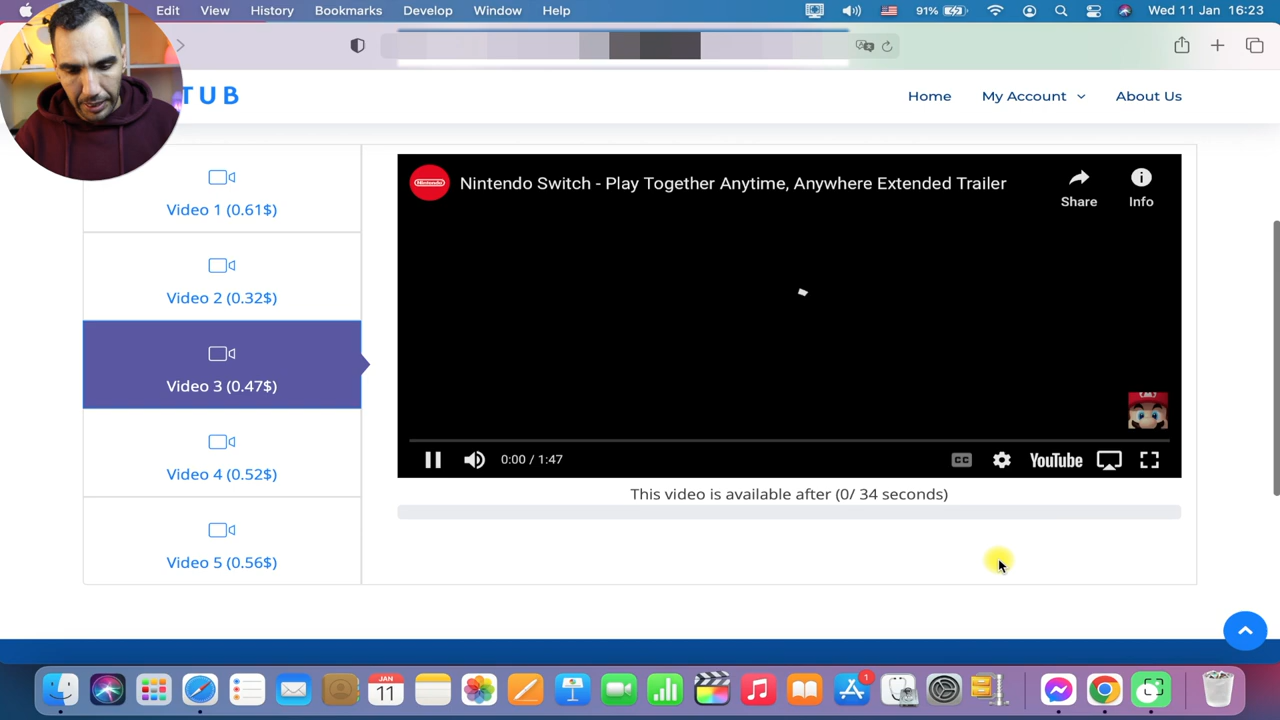 Edit View History Bookmarks Develop Window Help 91% Wed 11 Jan 16:23
TUB
Home My Account About Us
Video 1 (0.61$)
Video 2 (0.32$)
Video 3 (0.47$)
Video 4 (0.52$)
Video 5 (0.56$)
Nintendo Switch - Play Together Anytime, Anywhere Extended Trailer
Share Info
0:00 / 1:47 CC YouTube
This video is available after (0/ 34 seconds)
JAN
11
1